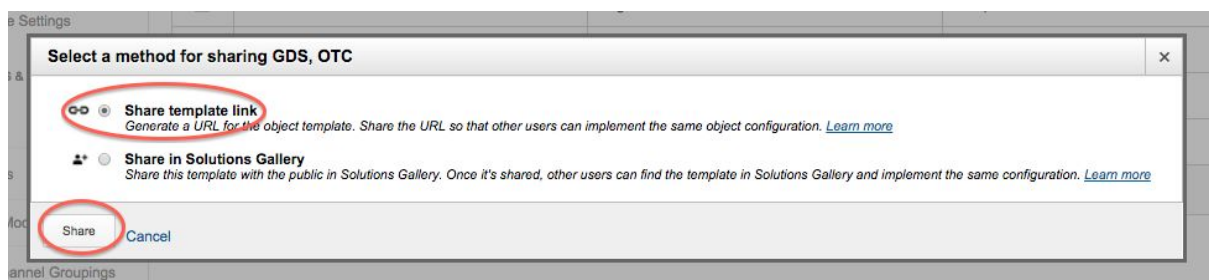 e Settings
Select a method for sharing GDS, OTC
s &
Share template link
Generate a URL for the object template. Share the URL so that other users can implement the same object configuration. Learn more
Share in Solutions Gallery
Share this template with the public in Solutions Gallery. Once it's shared, other users can find the template in Solutions Gallery and implement the same configuration. Learn more
s
Mod
Share
Cancel
annel Groupings